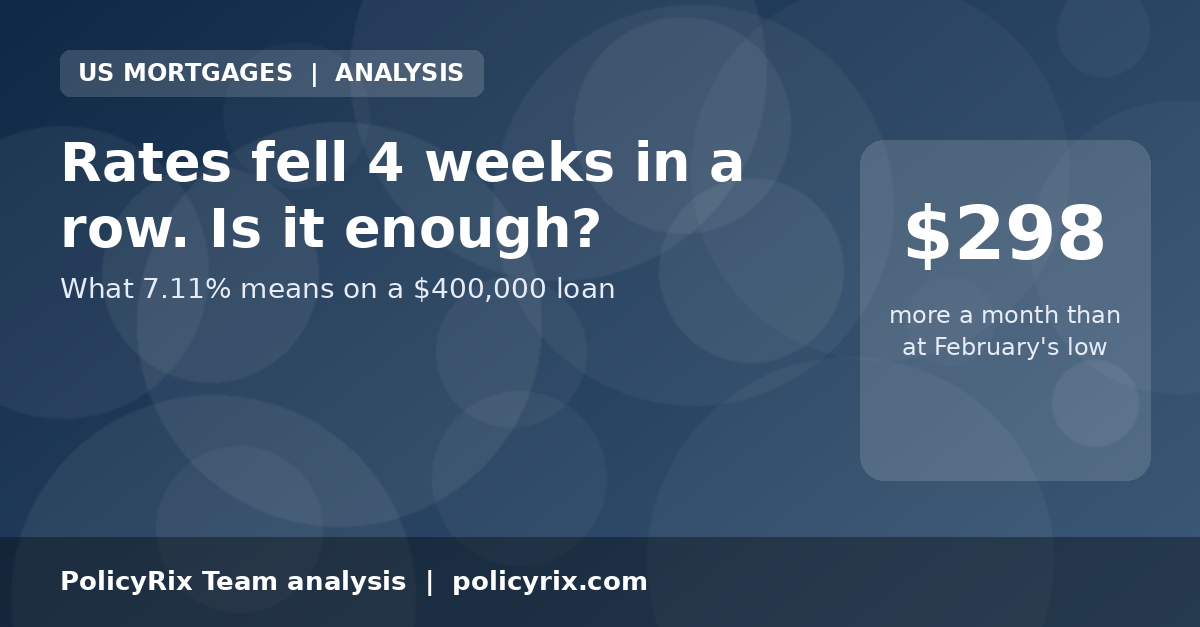 US MORTGAGES | ANALYSIS
Rates fell 4 weeks in a
row. Is it enough?
What 7.11% means on a $400,000 loan
$298
more a month than
at February's low
PolicyRix Team analysis | policyrix.com